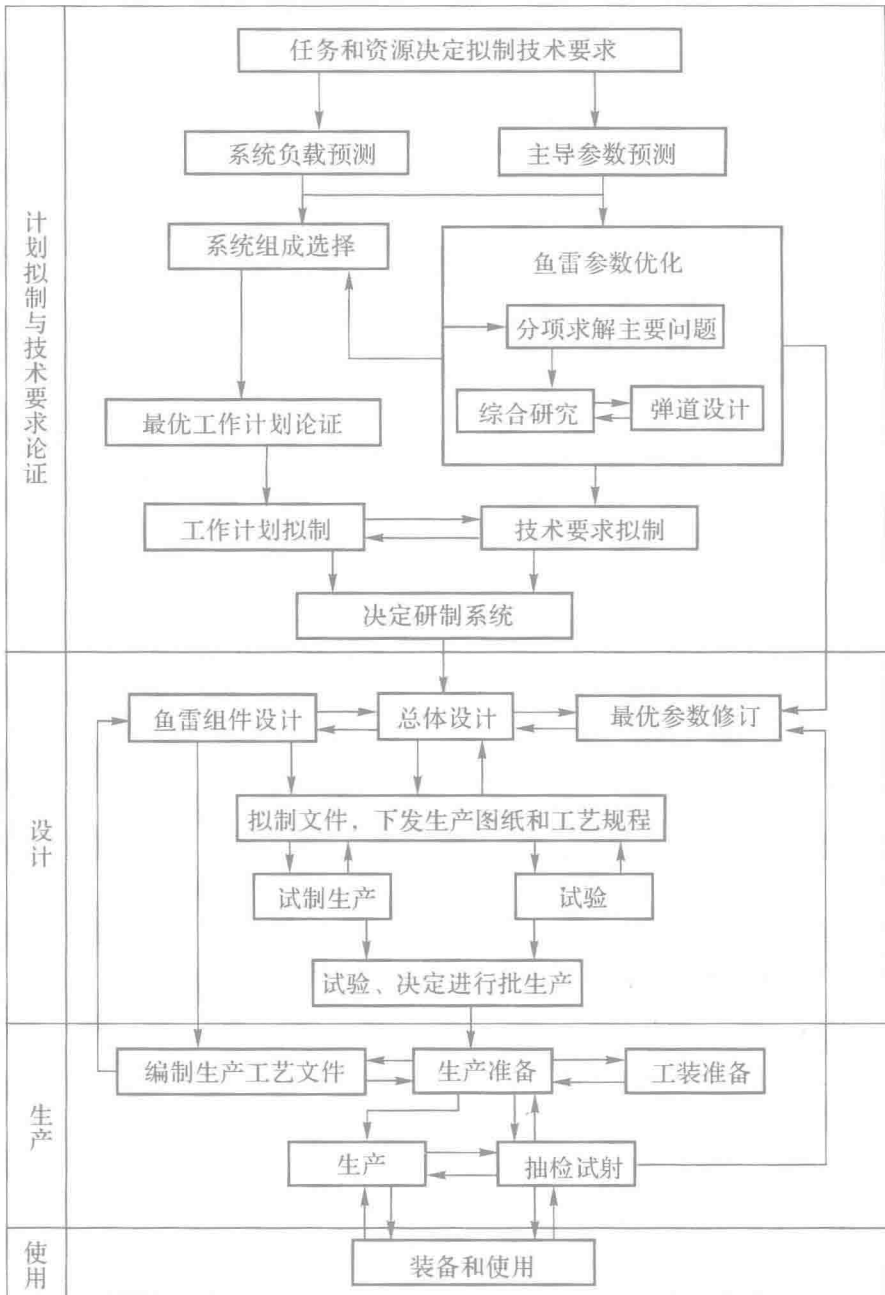 任务和资源决定拟制技术要求
系统负载预测
主导参数预测
计划拟制与技术要求论证
系统组成选择
鱼雷参数优化
分项求解主要问题
综合研究
弹道设计
最优工作计划论证
工作计划拟制
技术要求拟制
决定研制系统
设计
鱼雷组件设计
总体设计
最优参数修订
拟制文件，下发生产图纸和工艺规程
试制生产
试验
试验、决定进行批生产
生产
编制生产工艺文件
生产准备
工装准备
生产
抽检试射
使用
装备和使用